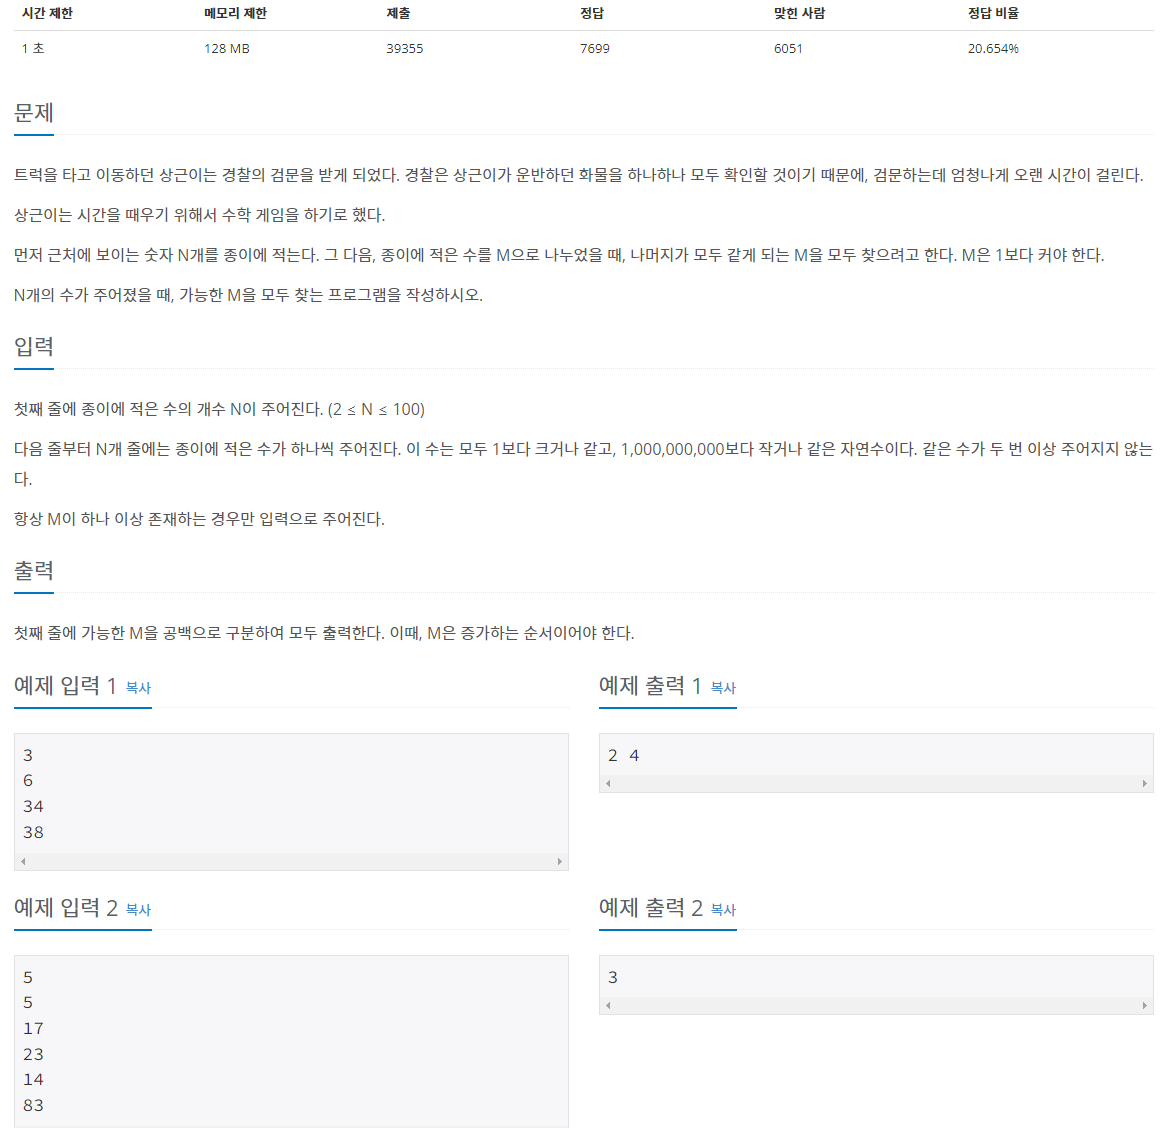 시간 제한 메모리 제한 제출 정답 맞힌 사람 정답 비율
1 초 128 MB 39355 7699 6051 20.654%
문제
트럭을 타고 이동하던 상근이는 경찰의 검문을 받게 되었다. 경찰은 상근이가 운반하던 화물을 하나하나 모두 확인할 것이기 때문에, 검문하는데 엄청나게 오랜 시간이 걸린다.
상근이는 시간을 때우기 위해서 수학 게임을 하기로 했다.
먼저 근처에 보이는 숫자 N개를 종이에 적는다. 그 다음, 종이에 적은 수를 M으로 나누었을 때, 나머지가 모두 같게 되는 M을 모두 찾으려고 한다. M은 1보다 커야 한다.
N개의 수가 주어졌을 때, 가능한 M을 모두 찾는 프로그램을 작성하시오.
입력
첫째 줄에 종이에 적은 수의 개수 N이 주어진다. (2 ≤ N ≤ 100)
다음 줄부터 N개 줄에는 종이에 적은 수가 하나씩 주어진다. 이 수는 모두 1보다 크거나 같고, 1,000,000,000보다 작거나 같은 자연수이다. 같은 수가 두 번 이상 주어지지 않는
다.
항상 M이 하나 이상 존재하는 경우만 입력으로 주어진다.
출력
첫째 줄에 가능한 M을 공백으로 구분하여 모두 출력한다. 이때, M은 증가하는 순서이어야 한다.
예제 입력 1 복사
3
6
34
38
예제 출력 1 복사
2 4
예제 입력 2 복사
5
5
17
23
14
83
예제 출력 2 복사
3